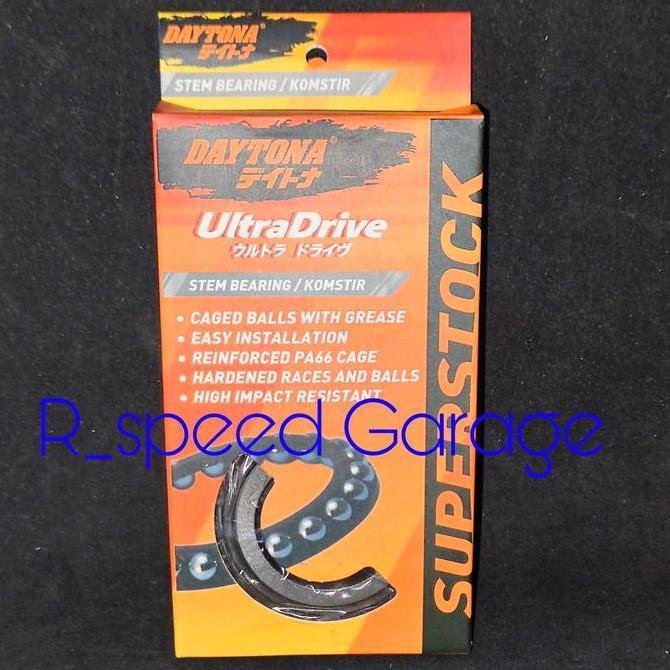 DAYTONA®
デイトナ
STEM BEARING / KOMSTIR
DAYTONA®
デイトナ
UltraDrive
ウルトラ ドライヴ
STEM BEARING / KOMSTIR
• CAGED BALLS WITH GREASE
• EASY INSTALLATION
• REINFORCED PA66 CAGE
• HARDENED RACES AND BALLS
• HIGH IMPACT RESISTANT
SUPERSTOCK
R_speed Garage